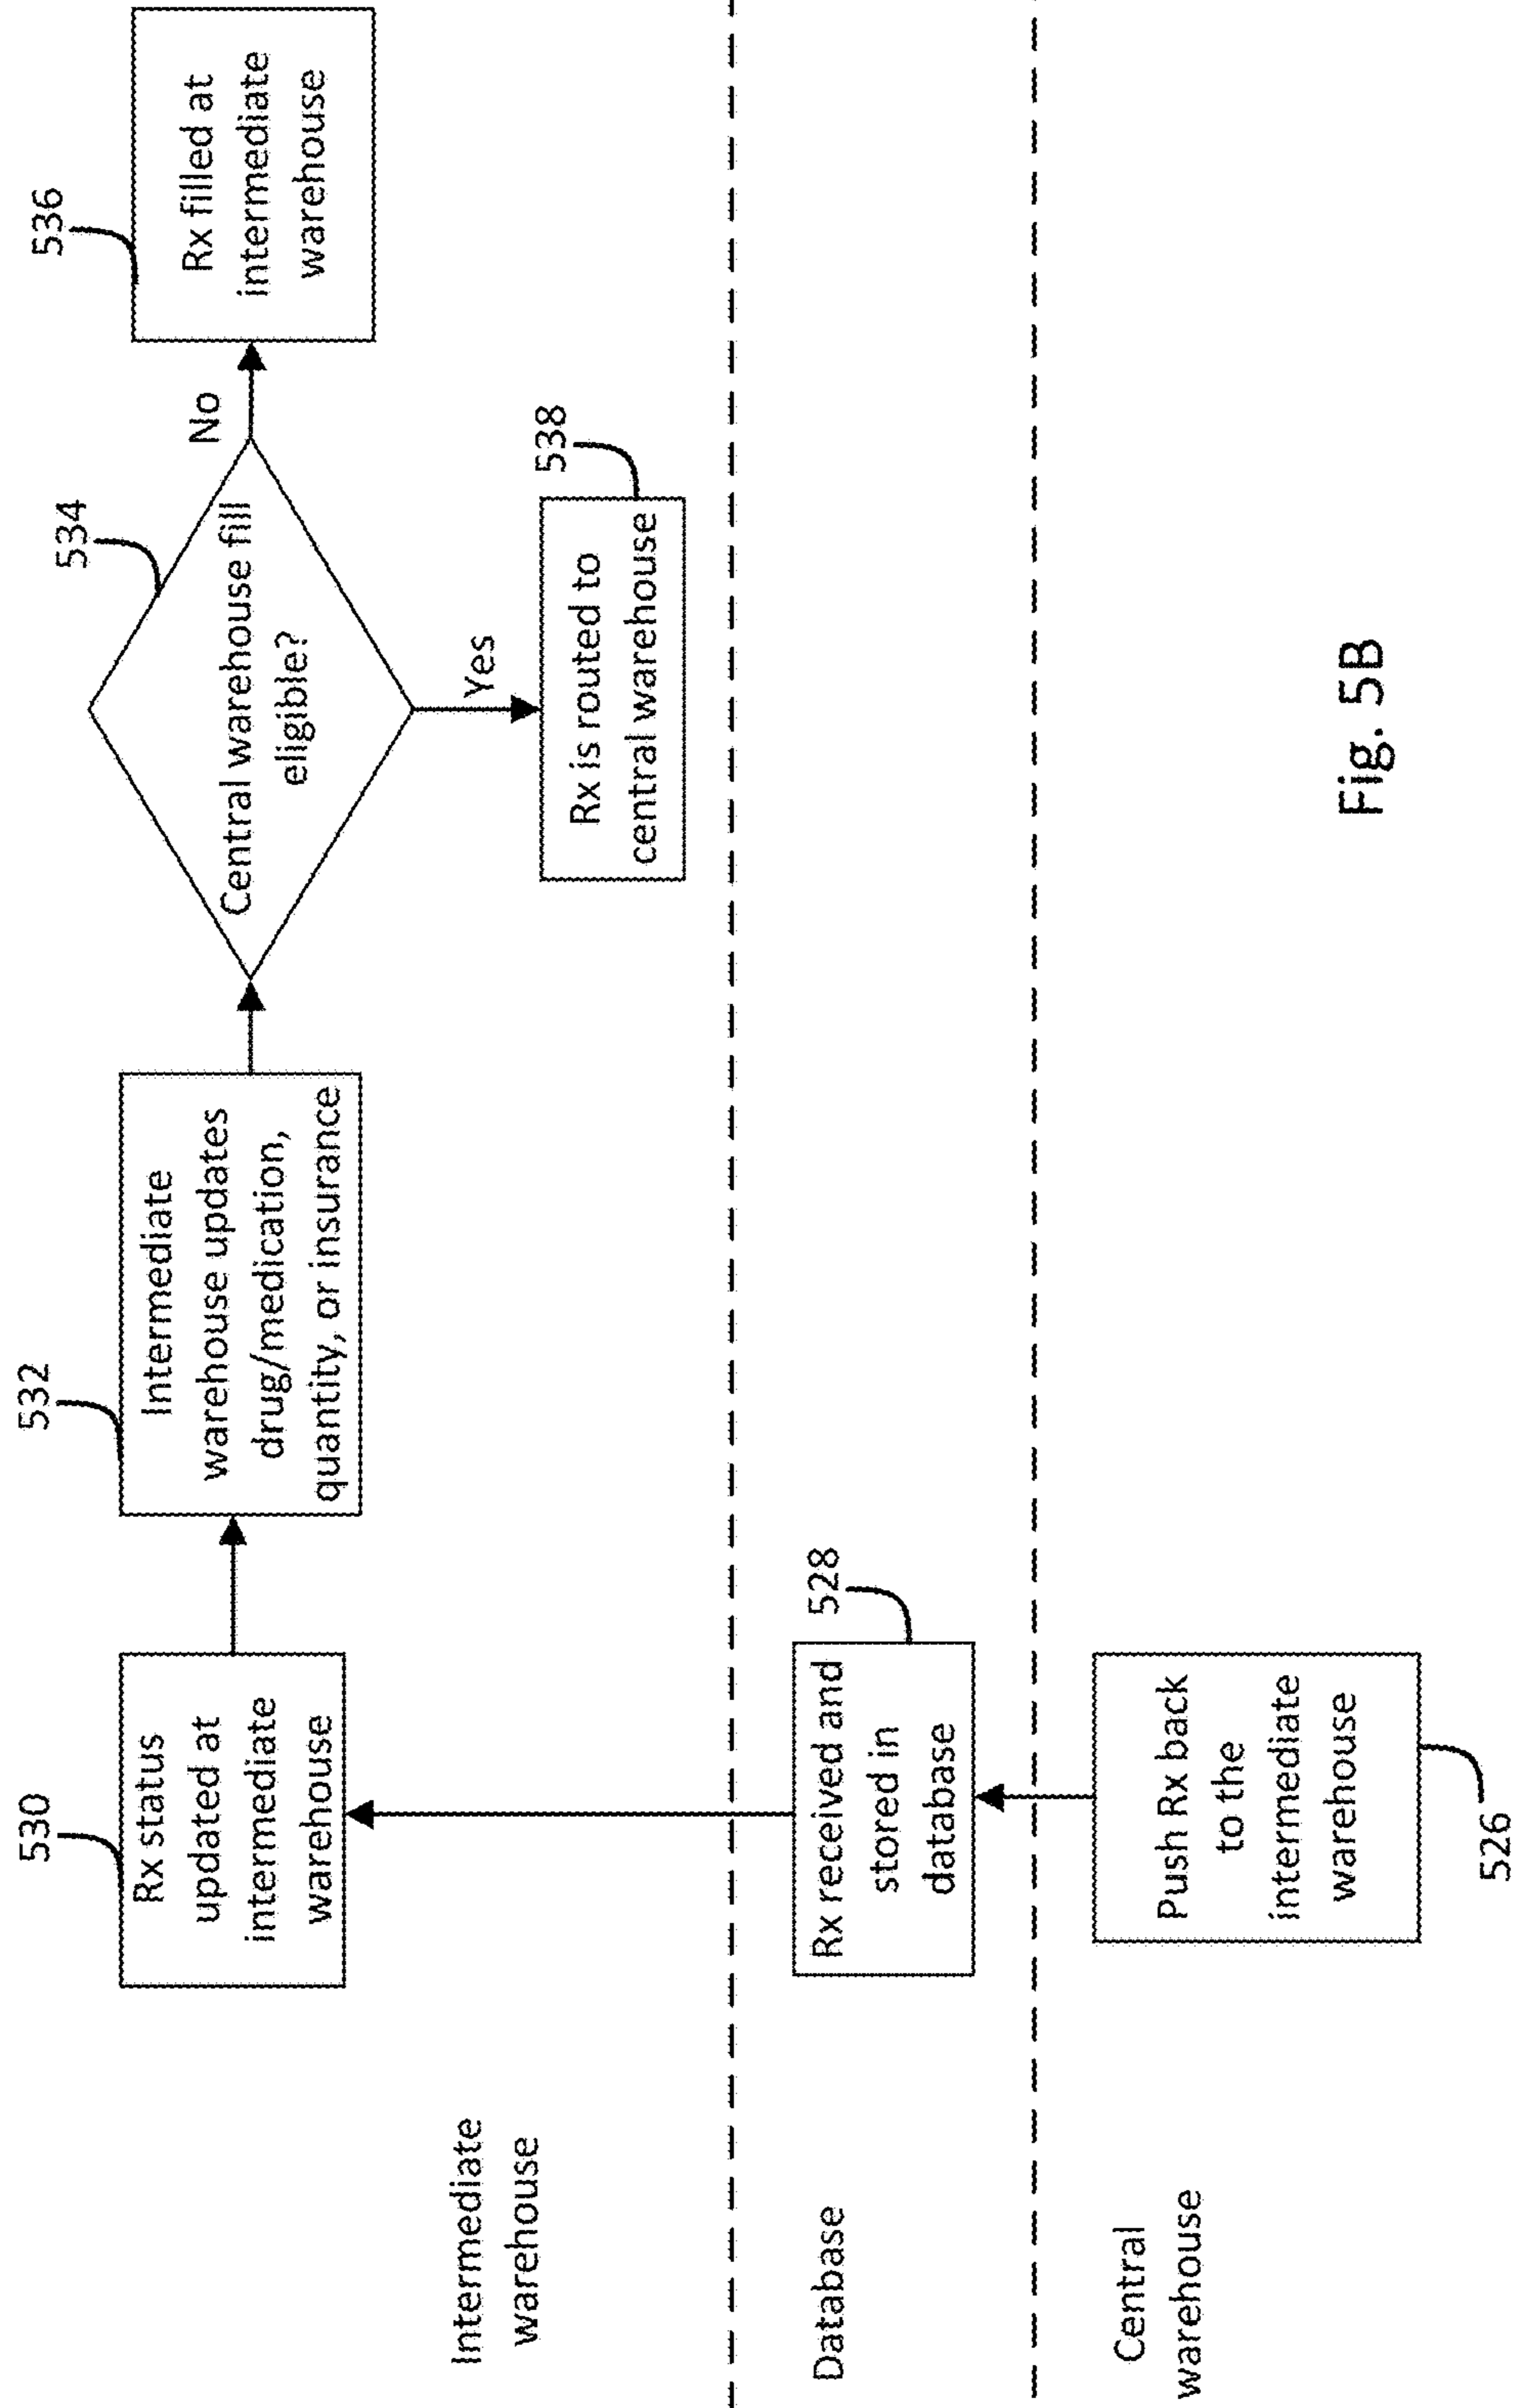 530
Rx status
updated at
intermediate
warehouse
532
Intermediate
warehouse updates
drug/medication,
quantity, or insurance
534
Central warehouse fill
eligible?
No
536
Rx filled at
intermediate
warehouse
Yes
538
Rx is routed to
central warehouse
Intermediate
warehouse
528
Rx received and
stored in
database
Database
Push Rx back
to the
intermediate
warehouse
526
Central
warehouse
Fig. 5B